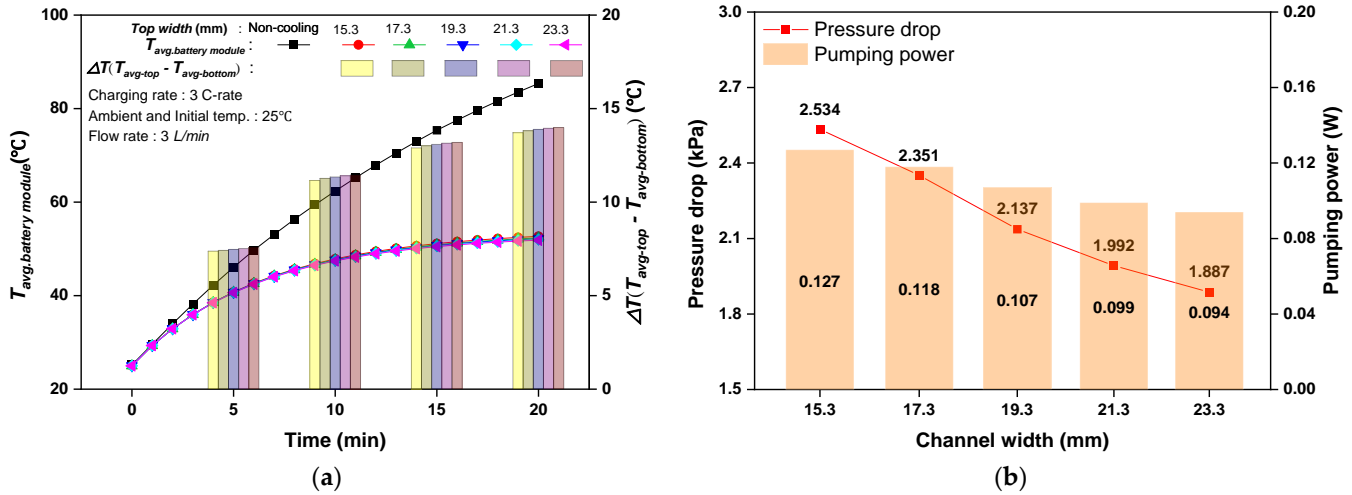 Top width (mm) : Non-cooling 15.3 17.3 19.3 21.3 23.3
T avg.battery module :
ΔT(T avg-top - T avg-bottom) :
Charging rate : 3 C-rate
Ambient and Initial temp. : 25℃
Flow rate : 3 L/min
100
80
60
40
20
T avg.battery module(℃)
20
15
10
5
0
ΔT(T avg-top - T avg-bottom) (℃)
0 5 10 15 20
Time (min)
(a)
Pressure drop
Pumping power
3.0
2.7
2.4
2.1
1.8
1.5
Pressure drop (kPa)
2.534
2.351
2.137
1.992
1.887
0.127
0.118
0.107
0.099
0.094
0.20
0.16
0.12
0.08
0.04
0.00
Pumping power (W)
15.3 17.3 19.3 21.3 23.3
Channel width (mm)
(b)